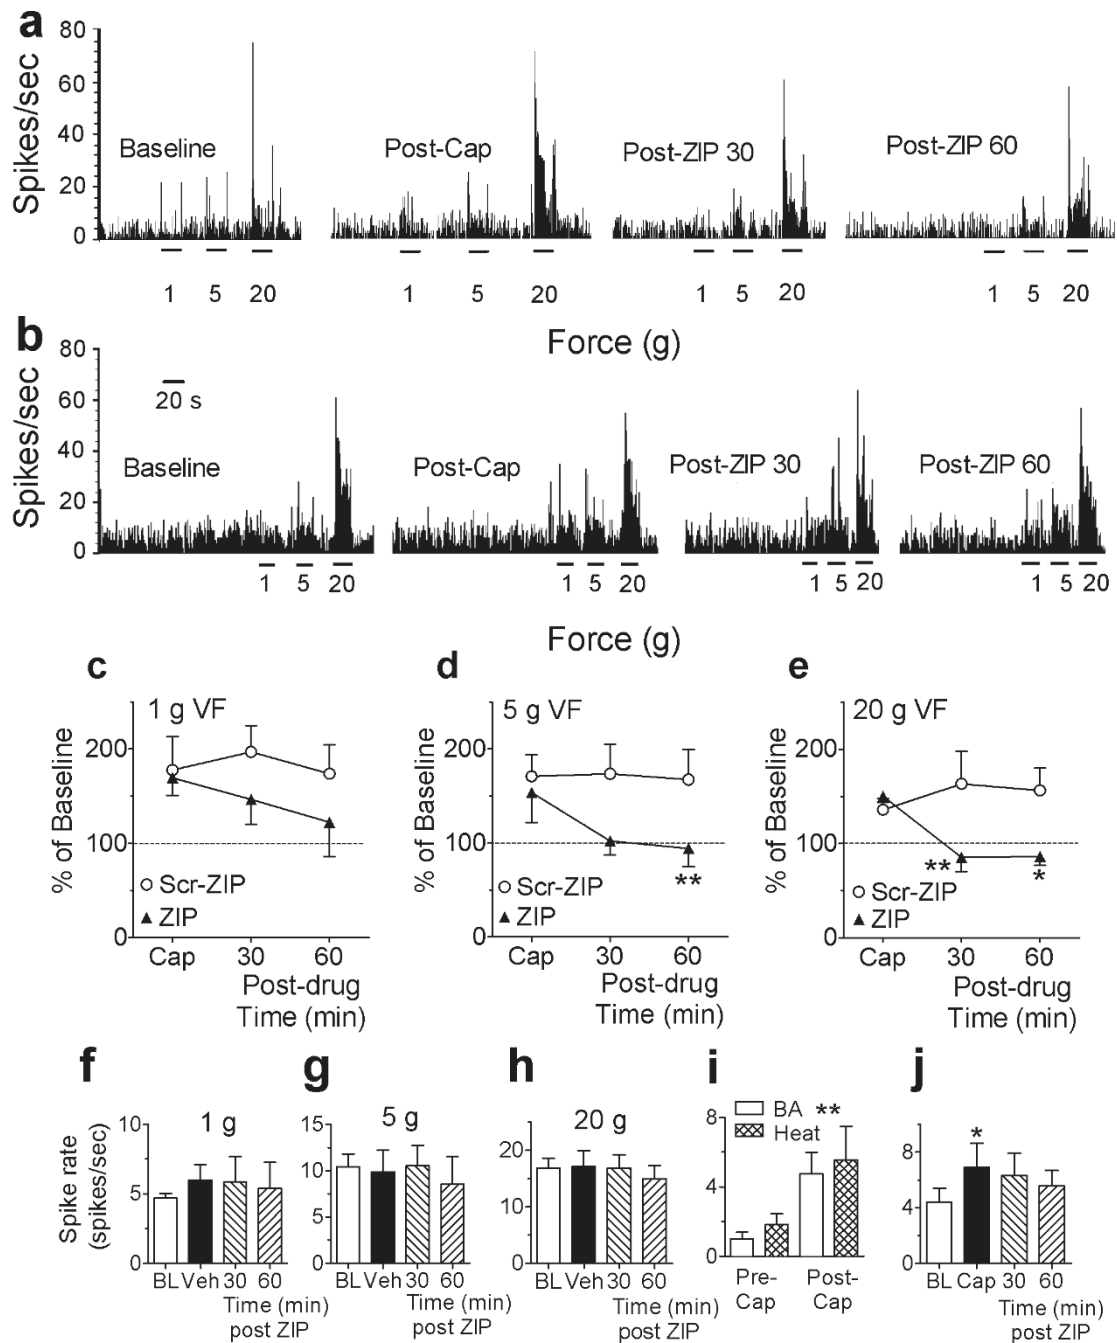 a
Spikes/sec
80
60
40
20
0
Baseline
Post-Cap
Post-ZIP 30
Post-ZIP 60
1 5 20
1 5 20
1 5 20
1 5 20
Force (g)
b
Spikes/sec
80
60
40
20
0
20 s
Baseline
Post-Cap
Post-ZIP 30
Post-ZIP 60
1 5 20
1 5 20
1 5 20
1 5 20
Force (g)
c
1 g VF
% of Baseline
200
100
0
Scr-ZIP
ZIP
Cap 30 60
Post-drug
Time (min)
d
5 g VF
% of Baseline
200
100
0
**
Scr-ZIP
ZIP
Cap 30 60
Post-drug
Time (min)
e
20 g VF
% of Baseline
200
100
0
** *
Scr-ZIP
ZIP
Cap 30 60
Post-drug
Time (min)
f
1 g
Spike rate
(spikes/sec)
10
5
0
BL Veh 30 60
Time (min)
post ZIP
g
5 g
15
10
5
0
BL Veh 30 60
Time (min)
post ZIP
h
20 g
20
10
0
BL Veh 30 60
Time (min)
post ZIP
i
BA **
Heat
8
4
0
Pre-
Cap
Post-
Cap
j
*
8
4
0
BL Cap 30 60
Time (min)
post ZIP